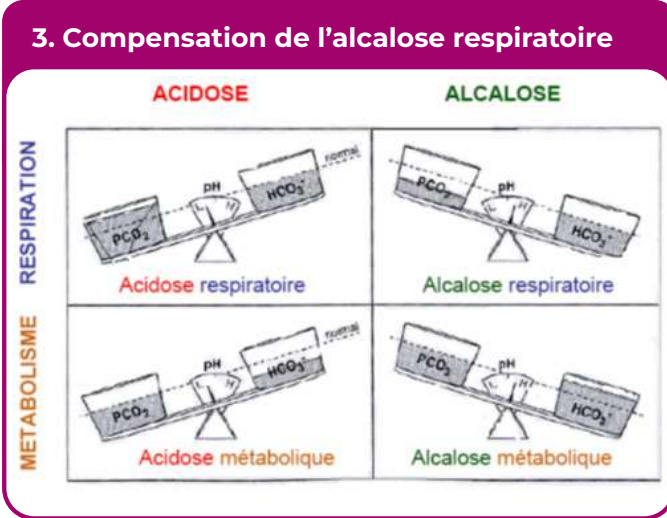 3. Compensation de l’alcalose respiratoire
ACIDOSE
ALCALOSE
RESPIRATION
normal
pH
L H
PCO₂
HCO₃⁻
Acidose respiratoire
pH
L H
PCO₂
HCO₃⁻
Alcalose respiratoire
METABOLISME
normal
pH
L H
PCO₂
HCO₃⁻
Acidose métabolique
pH
L H
PCO₂
HCO₃⁻
Alcalose métabolique